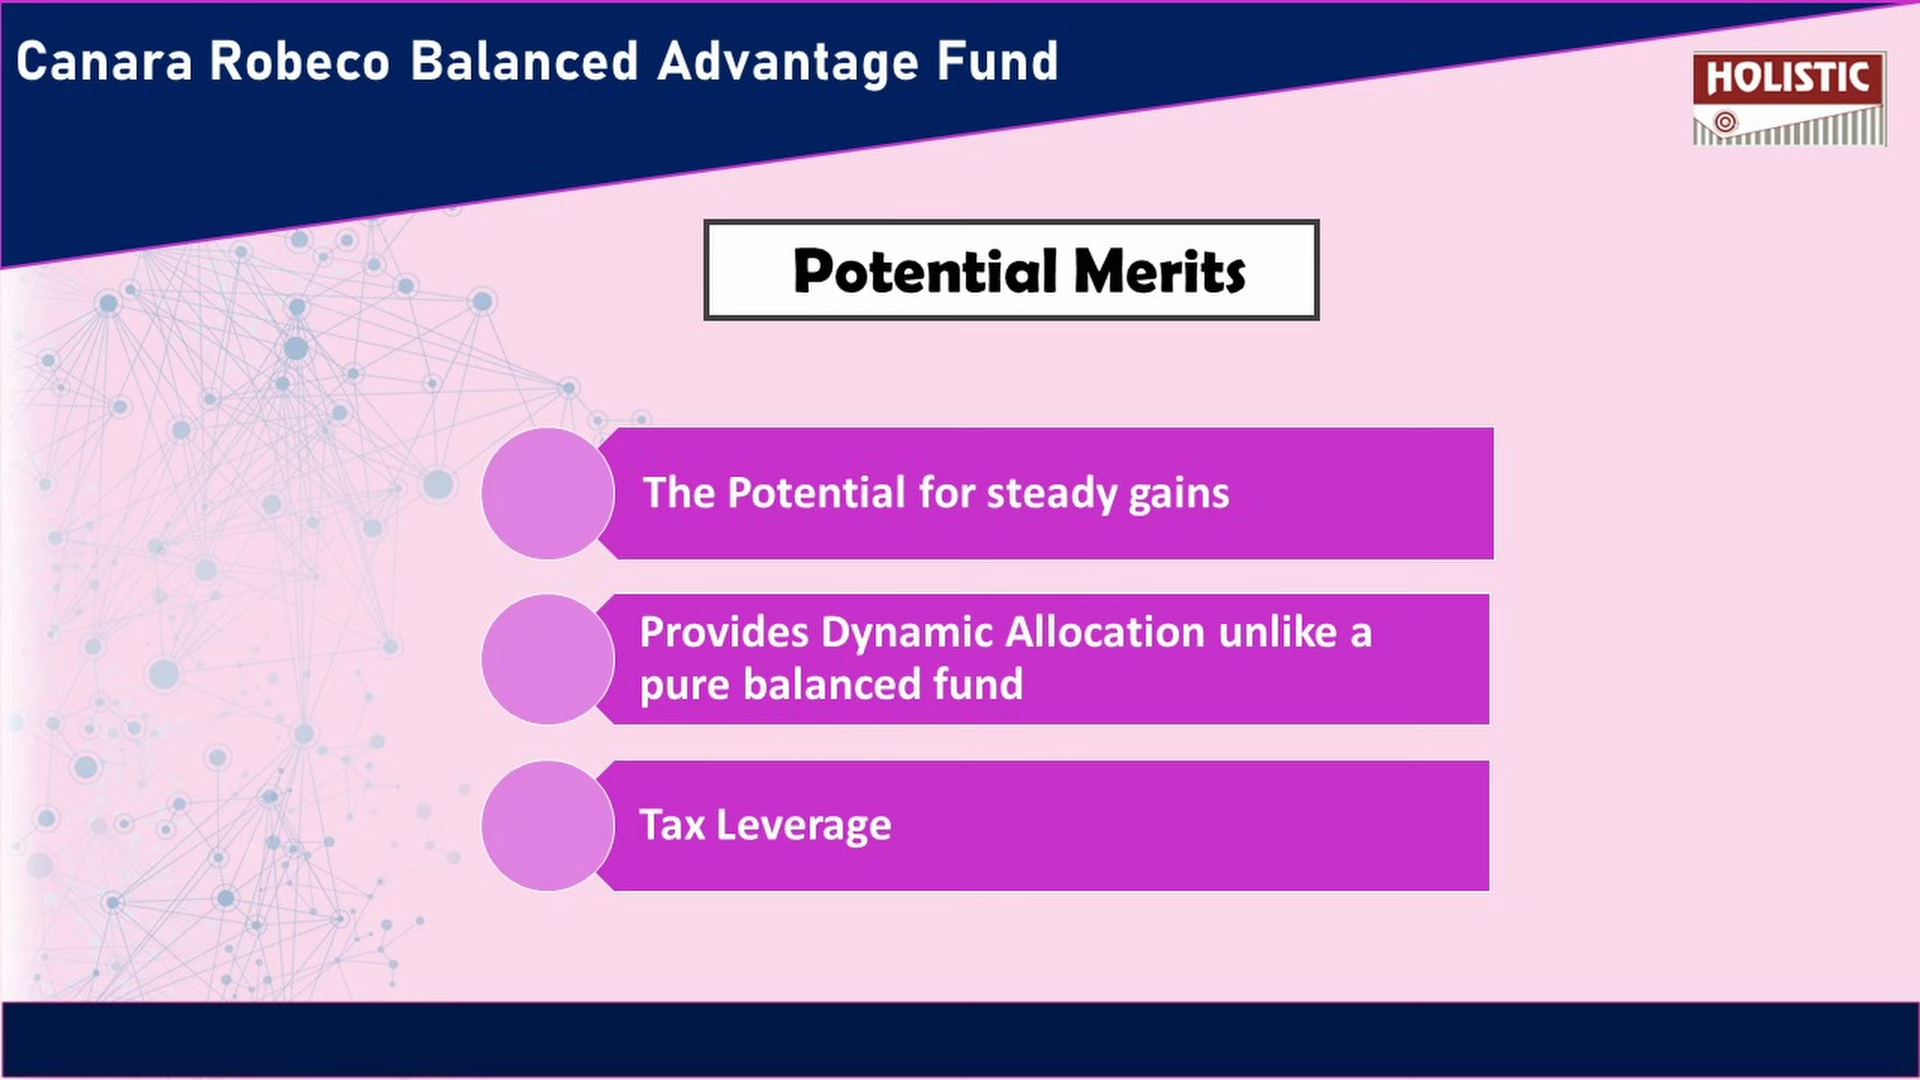 Canara Robeco Balanced Advantage Fund
HOLISTIC
Potential Merits
The Potential for steady gains
Provides Dynamic Allocation unlike a
pure balanced fund
Tax Leverage